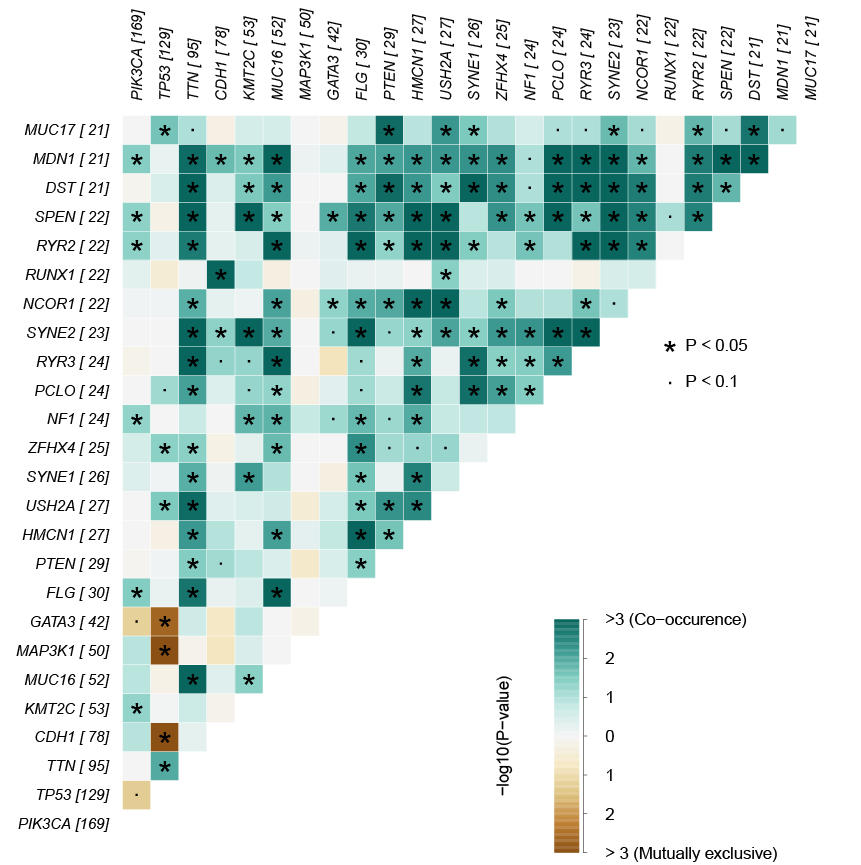 PIK3CA [169]
TP53 [129]
TTN [ 95]
CDH1 [ 78]
KMT2C [ 53]
MUC16 [ 52]
MAP3K1 [ 50]
GATA3 [ 42]
FLG [ 30]
PTEN [ 29]
HMCN1 [ 27]
USH2A [ 27]
SYNE1 [ 26]
ZFHX4 [ 25]
NF1 [ 24]
PCLO [ 24]
RYR3 [ 24]
SYNE2 [ 23]
NCOR1 [ 22]
RUNX1 [ 22]
RYR2 [ 22]
SPEN [ 22]
DST [ 21]
MDN1 [ 21]
MUC17 [ 21]
MUC17 [ 21]
MDN1 [ 21]
DST [ 21]
SPEN [ 22]
RYR2 [ 22]
RUNX1 [ 22]
NCOR1 [ 22]
SYNE2 [ 23]
RYR3 [ 24]
PCLO [ 24]
NF1 [ 24]
ZFHX4 [ 25]
SYNE1 [ 26]
USH2A [ 27]
HMCN1 [ 27]
PTEN [ 29]
FLG [ 30]
GATA3 [ 42]
MAP3K1 [ 50]
MUC16 [ 52]
KMT2C [ 53]
CDH1 [ 78]
TTN [ 95]
TP53 [129]
PIK3CA [169]
* P < 0.05
· P < 0.1
−log10(P−value)
>3 (Co−occurence)
2
1
0
1
2
> 3 (Mutually exclusive)